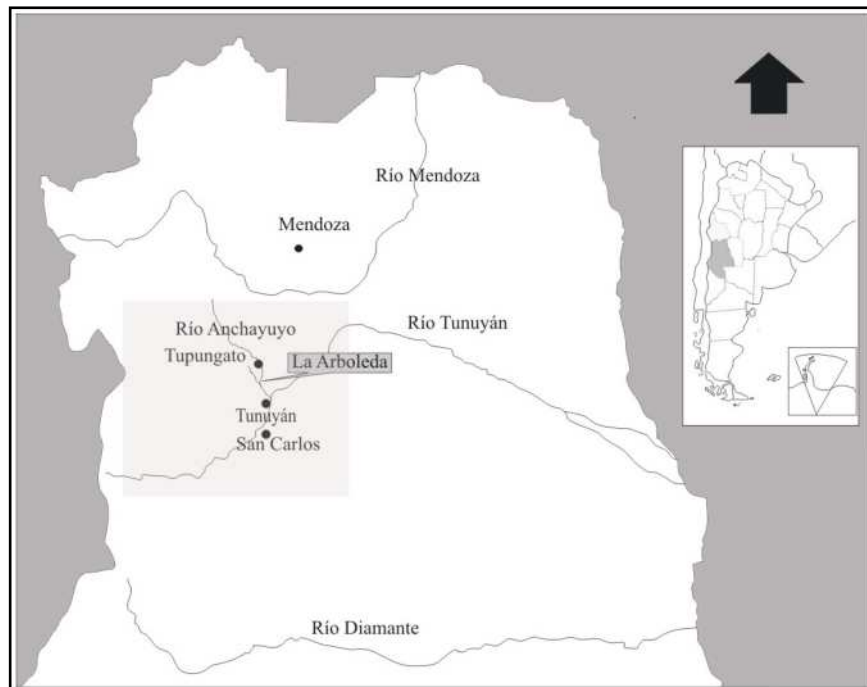 Río Mendoza
Mendoza
Río Anchayuyo
Río Tunuyán
Tupungato
La Arboleda
Tunuyán
San Carlos
Río Diamante